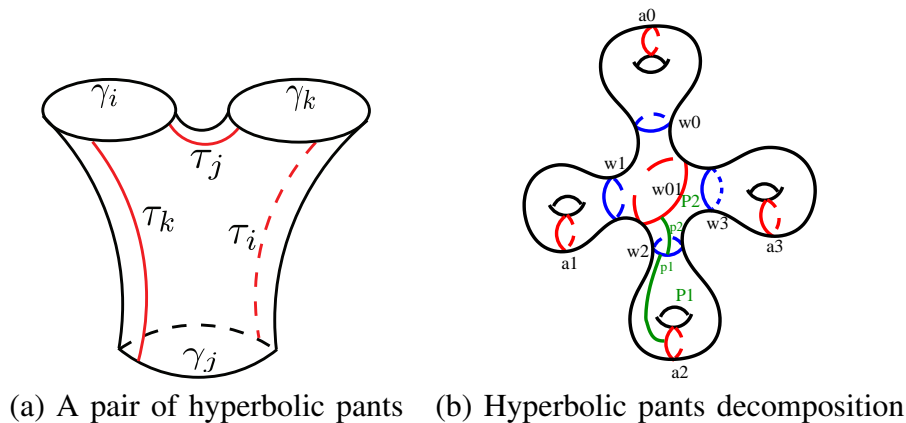 γi
γk
τj
τk
τi
γj
(a) A pair of hyperbolic pants
a0
w0
w1
w01
P2
p2
w3
w2
p1
a1
a3
P1
a2
(b) Hyperbolic pants decomposition